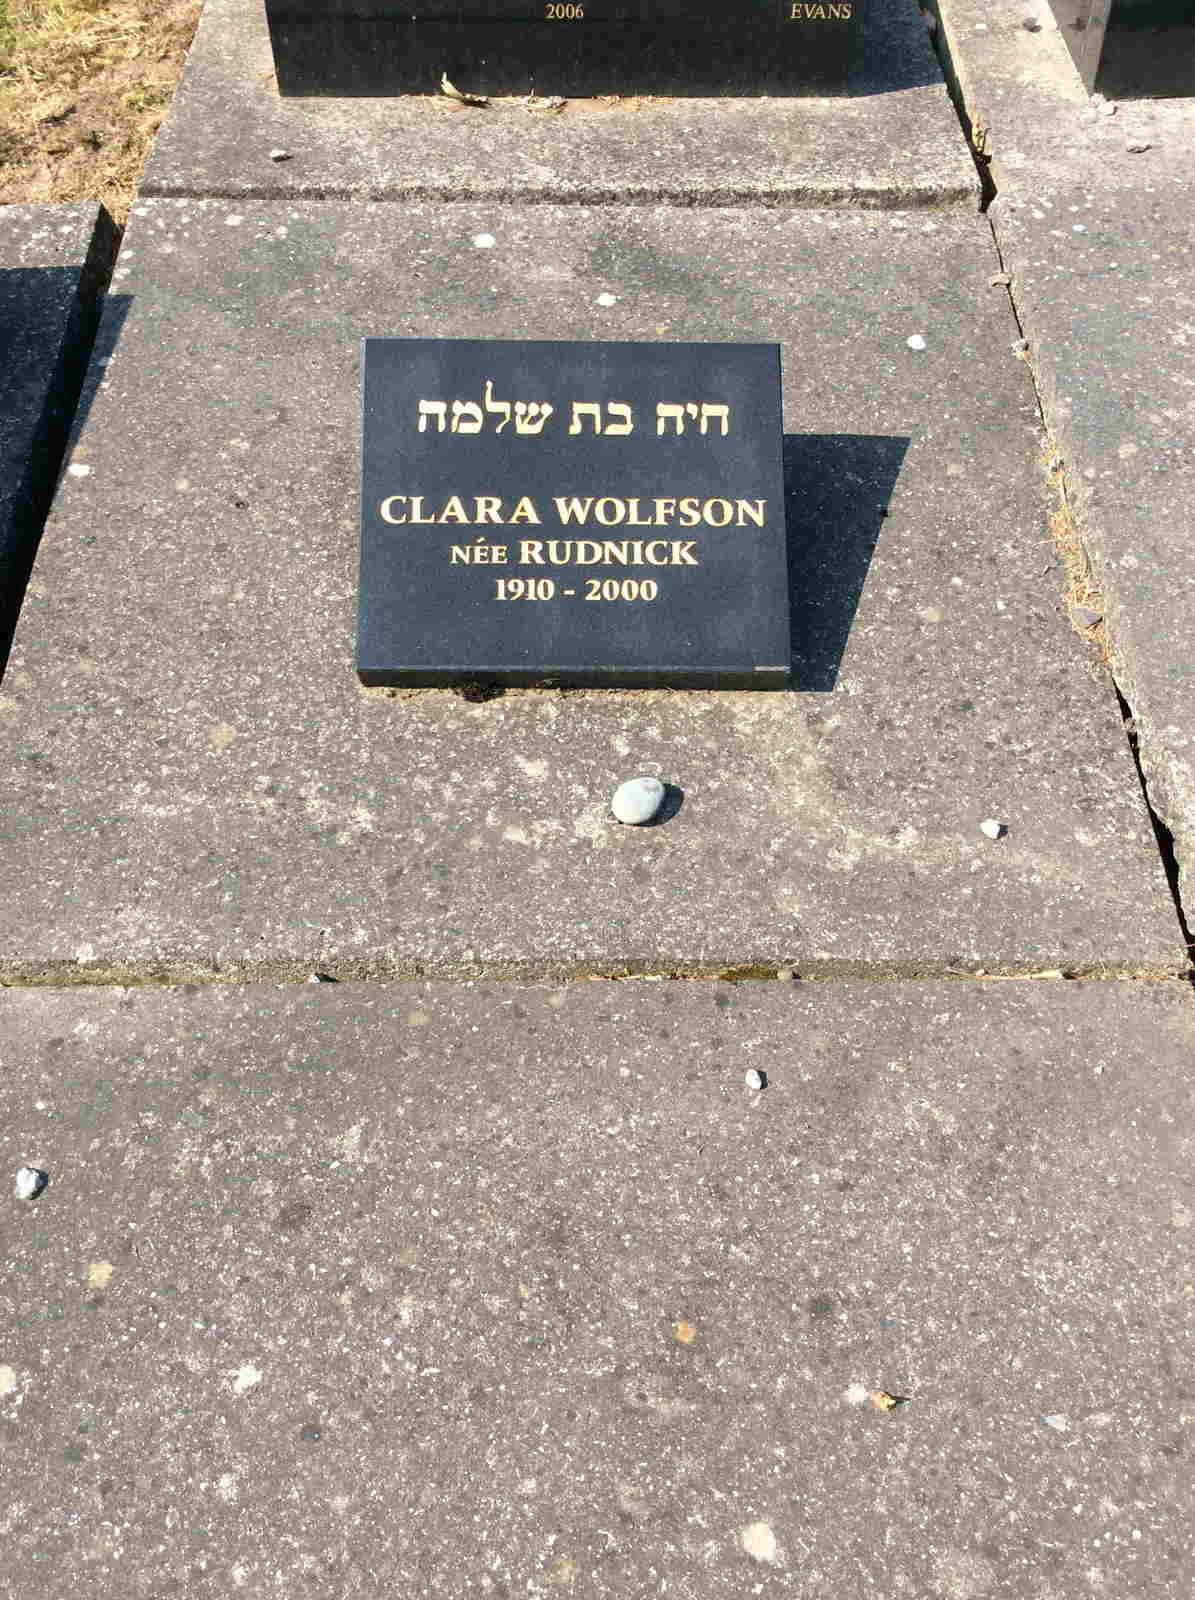 2006 EVANS
חיה בת שלמה
CLARA WOLFSON
NÉE RUDNICK
1910 - 2000